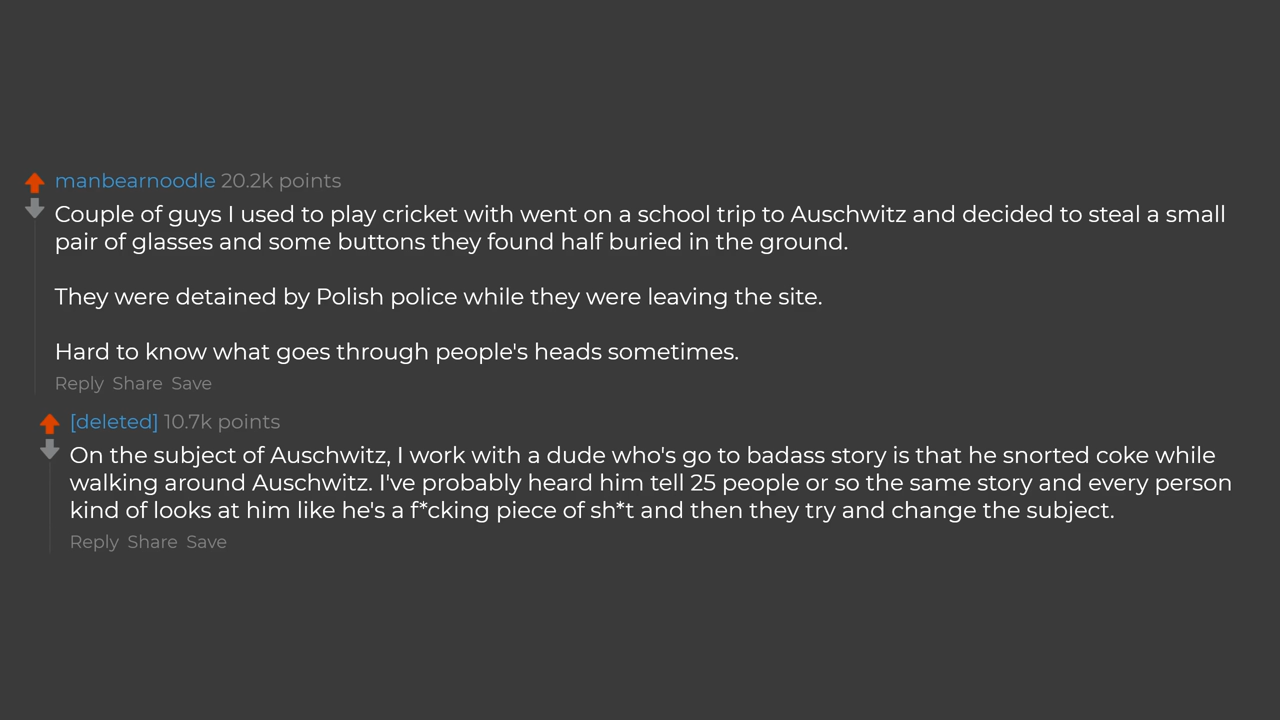 manbearnoodle 20.2k points
Couple of guys I used to play cricket with went on a school trip to Auschwitz and decided to steal a small
pair of glasses and some buttons they found half buried in the ground.
They were detained by Polish police while they were leaving the site.
Hard to know what goes through people's heads sometimes.
Reply Share Save
[deleted] 10.7k points
On the subject of Auschwitz, I work with a dude who's go to badass story is that he snorted coke while
walking around Auschwitz. I've probably heard him tell 25 people or so the same story and every person
kind of looks at him like he's a f*cking piece of sh*t and then they try and change the subject.
Reply Share Save